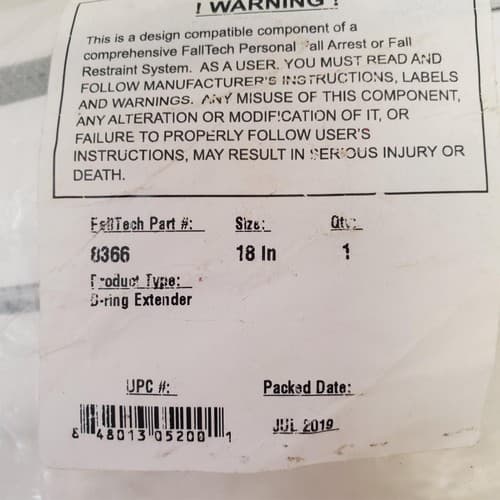 ! WARNING !
This is a design compatible component of a
comprehensive FallTech Personal Fall Arrest or Fall
Restraint System. AS A USER, YOU MUST READ AND
FOLLOW MANUFACTURER'S INSTRUCTIONS, LABELS
AND WARNINGS. ANY MISUSE OF THIS COMPONENT,
ANY ALTERATION OR MODIFICATION OF IT, OR
FAILURE TO PROPERLY FOLLOW USER'S
INSTRUCTIONS, MAY RESULT IN SERIOUS INJURY OR
DEATH.
FallTech Part #: Size: Qty:
8366 18 In 1
Product Type:
D-ring Extender
UPC #: Packed Date:
8 48013 05200 1 JUL 2019